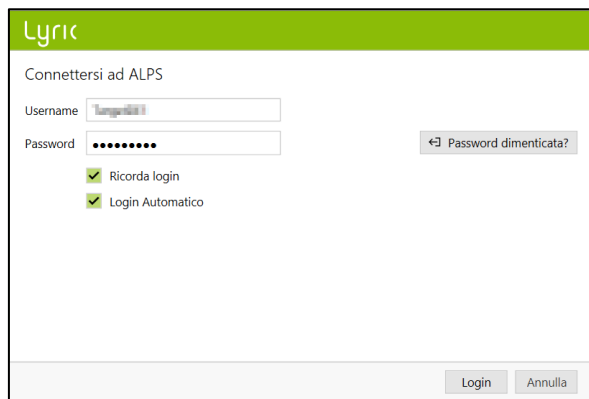 Lyric
Connettersi ad ALPS
Username
Password ●●●●●●●●● Password dimenticata?
Ricorda login
Login Automatico
Login Annulla